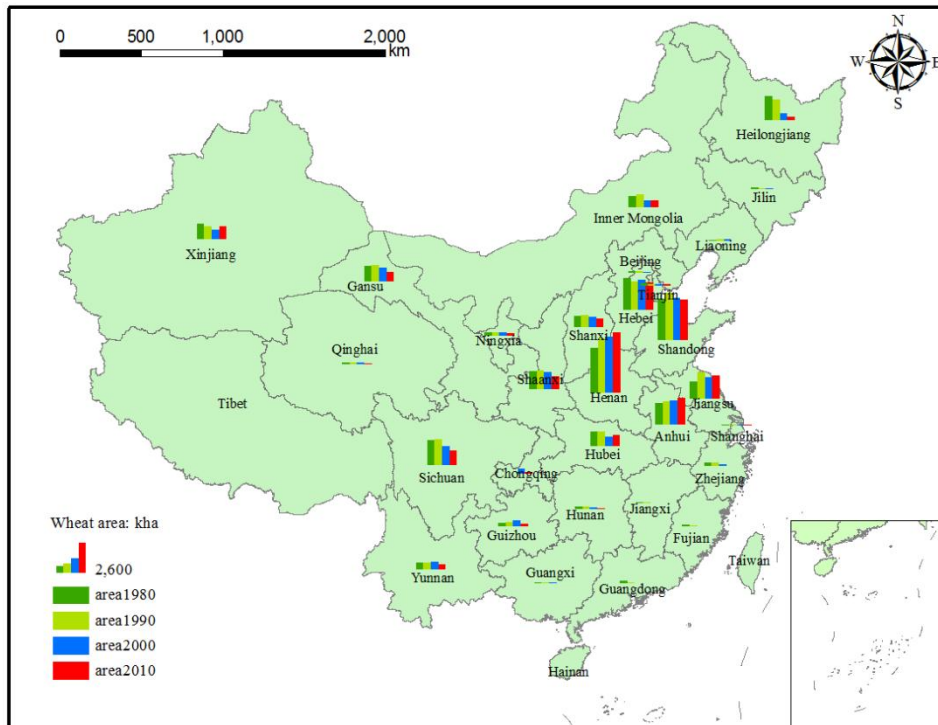 0 500 1,000 2,000
km
N
W E
S
Heilongjiang
Jilin
Inner Mongolia
Liaoning
Xinjiang
Beijing
Gansu
Tianjin
Hebei
Ningxia
Shanxi
Shandong
Qinghai
Shaanxi
Henan
Tibet
Jiangsu
Anhui
Shanghai
Hubei
Sichuan
Chongqing
Zhejiang
Hunan
Jiangxi
Guizhou
Fujian
Yunnan
Guangxi
Taiwan
Guangdong
Hainan
Wheat area: kha
2,600
area1980
area1990
area2000
area2010